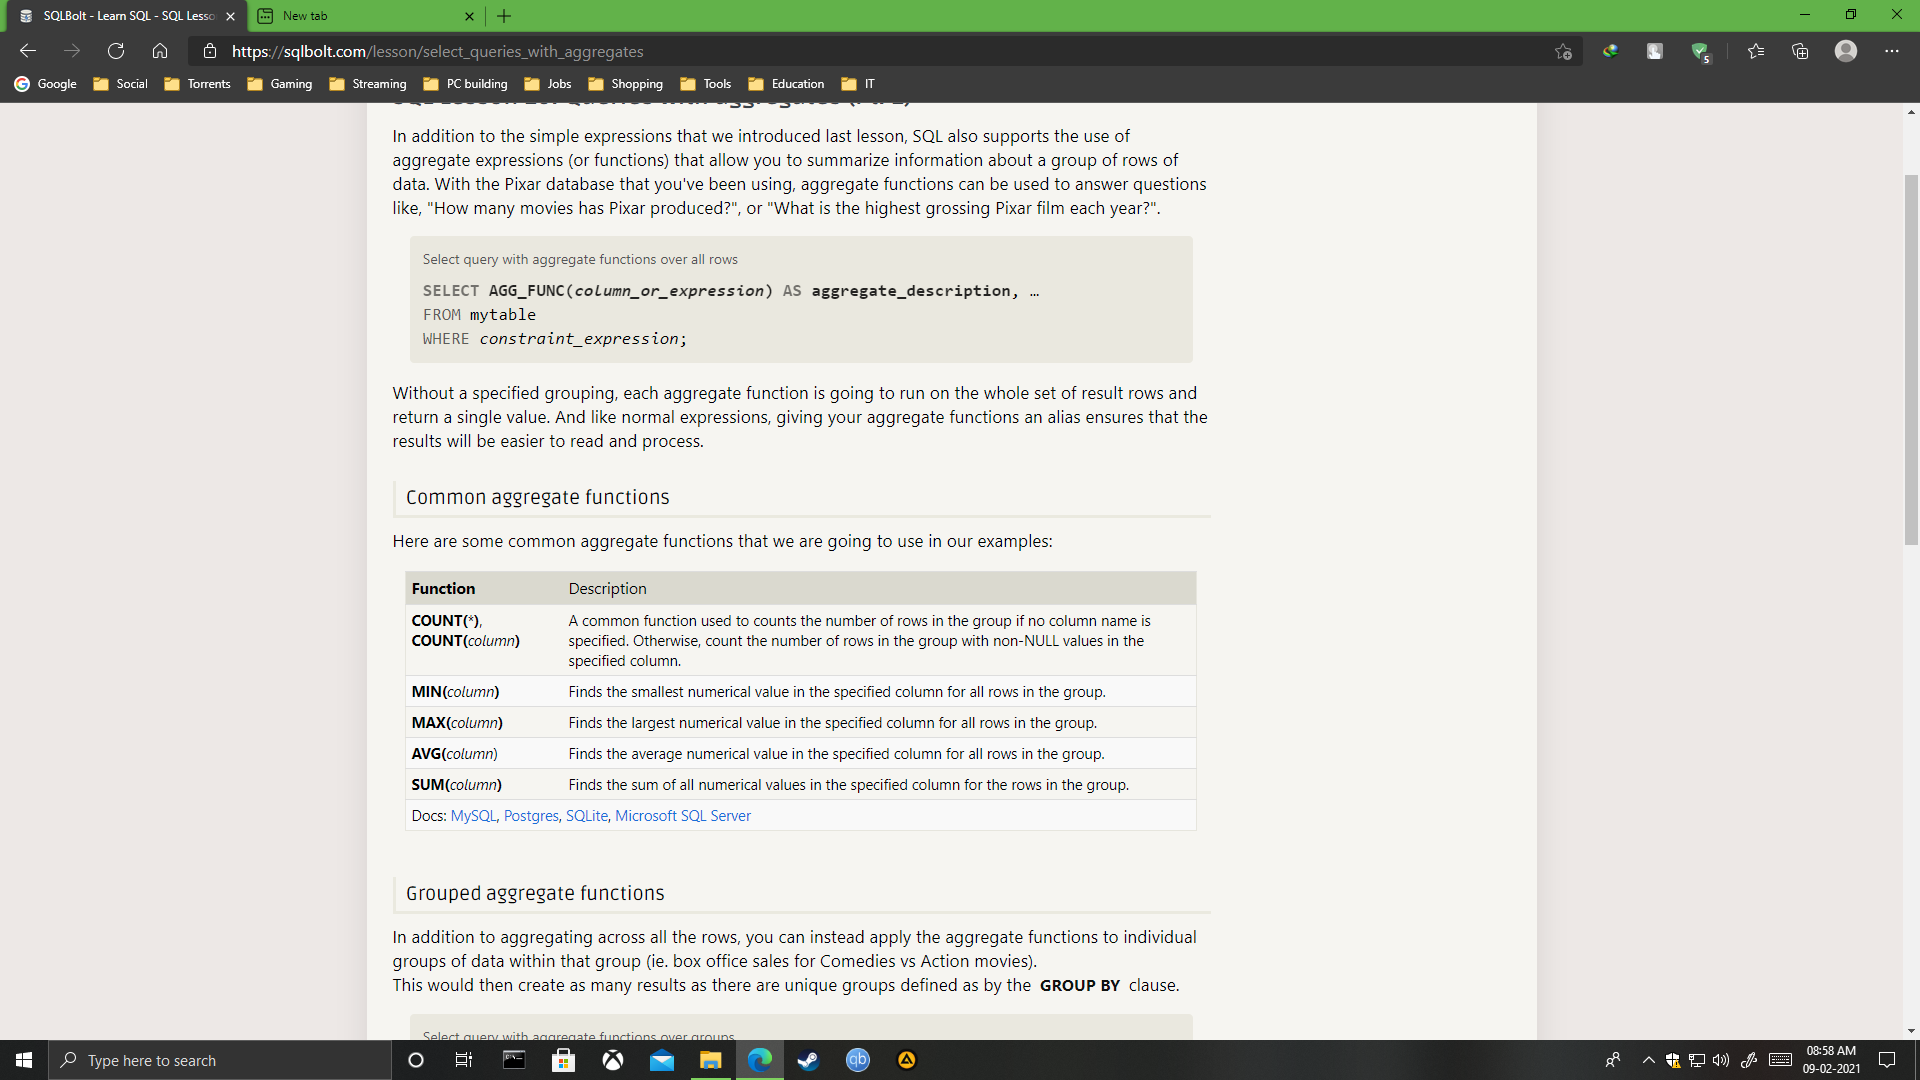 SQLBolt - Learn SQL - SQL Lesso
New tab
https://sqlbolt.com/lesson/select_queries_with_aggregates
5
Google
Social
Torrents
Gaming
Streaming
PC building
Jobs
Shopping
Tools
Education
IT
In addition to the simple expressions that we introduced last lesson, SQL also supports the use of
aggregate expressions (or functions) that allow you to summarize information about a group of rows of
data. With the Pixar database that you've been using, aggregate functions can be used to answer questions
like, "How many movies has Pixar produced?", or "What is the highest grossing Pixar film each year?".
Select query with aggregate functions over all rows
SELECT AGG_FUNC(column_or_expression) AS aggregate_description, …
FROM mytable
WHERE constraint_expression;
Without a specified grouping, each aggregate function is going to run on the whole set of result rows and
return a single value. And like normal expressions, giving your aggregate functions an alias ensures that the
results will be easier to read and process.
Common aggregate functions
Here are some common aggregate functions that we are going to use in our examples:
Function Description
COUNT(*), A common function used to counts the number of rows in the group if no column name is
COUNT(column) specified. Otherwise, count the number of rows in the group with non-NULL values in the
specified column.
MIN(column) Finds the smallest numerical value in the specified column for all rows in the group.
MAX(column) Finds the largest numerical value in the specified column for all rows in the group.
AVG(column) Finds the average numerical value in the specified column for all rows in the group.
SUM(column) Finds the sum of all numerical values in the specified column for the rows in the group.
Docs: MySQL, Postgres, SQLite, Microsoft SQL Server
Grouped aggregate functions
In addition to aggregating across all the rows, you can instead apply the aggregate functions to individual
groups of data within that group (ie. box office sales for Comedies vs Action movies).
This would then create as many results as there are unique groups defined as by the GROUP BY clause.
Select query with aggregate functions over groups
Type here to search
qb
08:58 AM
09-02-2021